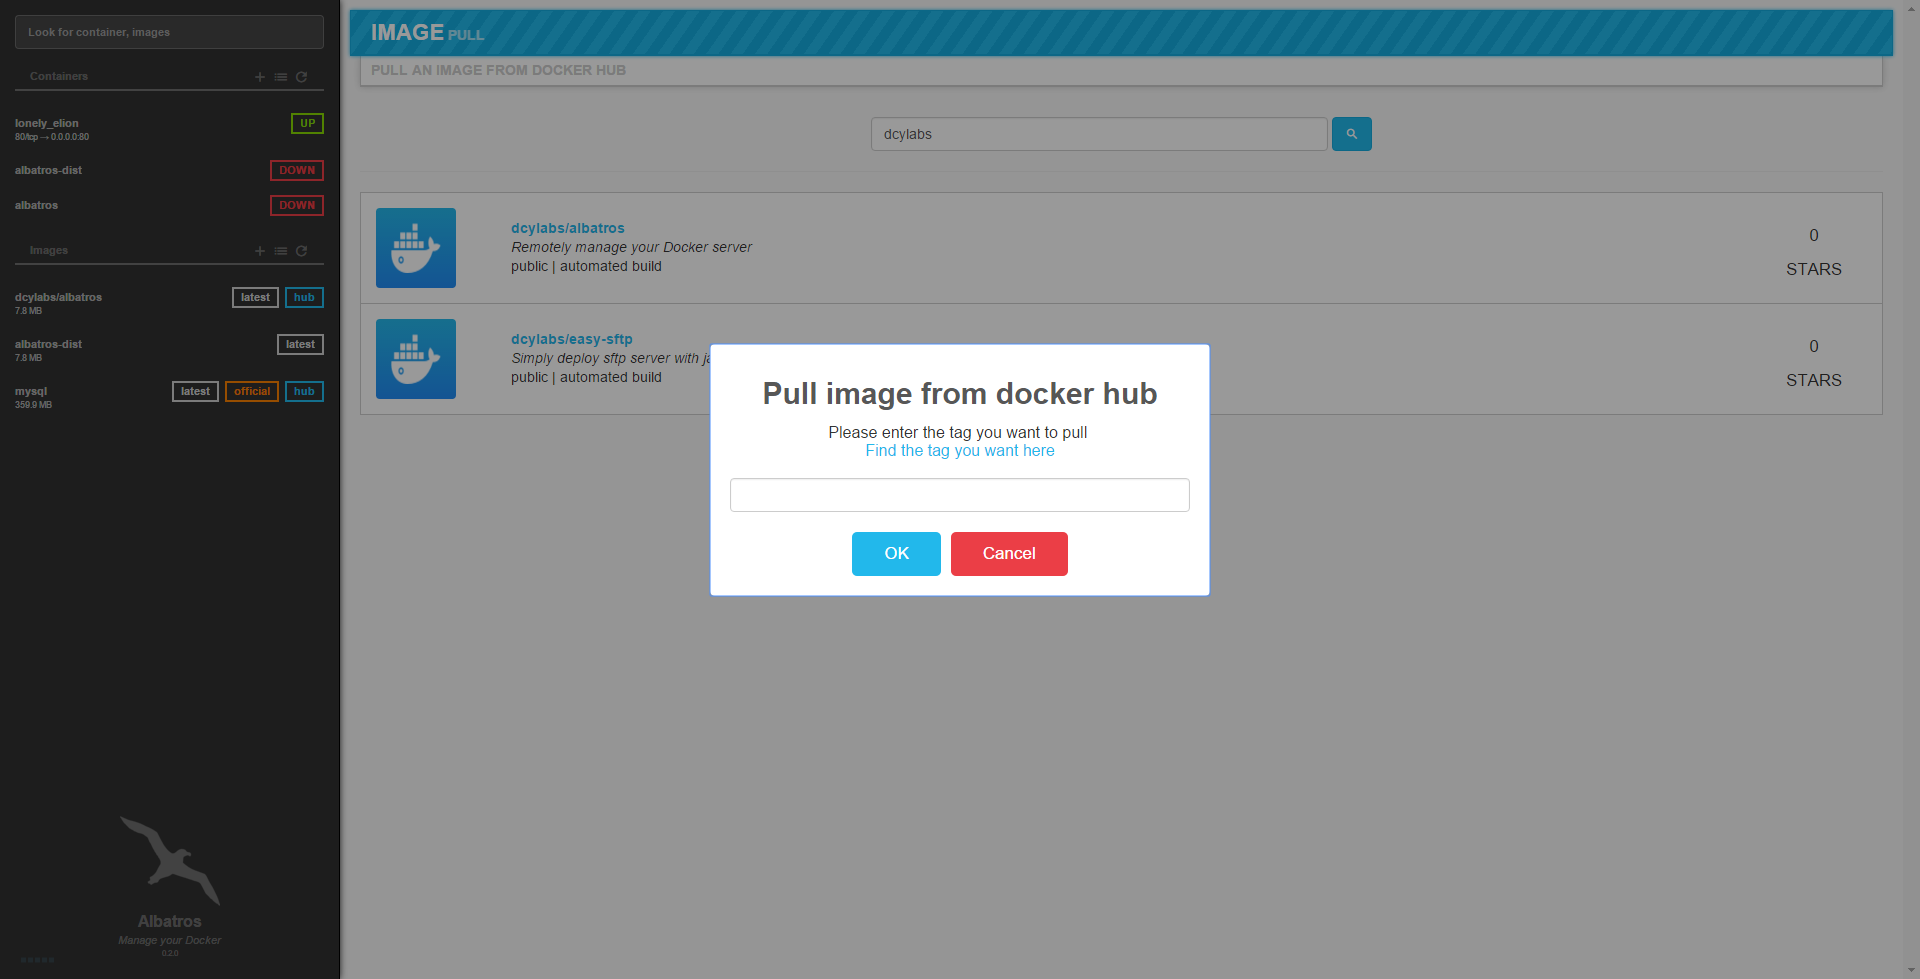 Look for container, images
Containers
lonely_elion UP
80/tcp → 0.0.0.0:80
albatros-dist DOWN
albatros DOWN
Images
dcylabs/albatros latest hub
7.8 MB
albatros-dist latest
7.8 MB
mysql latest official hub
359.9 MB
Albatros
Manage your Docker
0.2.0
IMAGE PULL
PULL AN IMAGE FROM DOCKER HUB
dcylabs
dcylabs/albatros
Remotely manage your Docker server
public | automated build
0
STARS
dcylabs/easy-sftp
Simply deploy sftp server with
public | automated build
0
STARS
Pull image from docker hub
Please enter the tag you want to pull
Find the tag you want here
OK Cancel